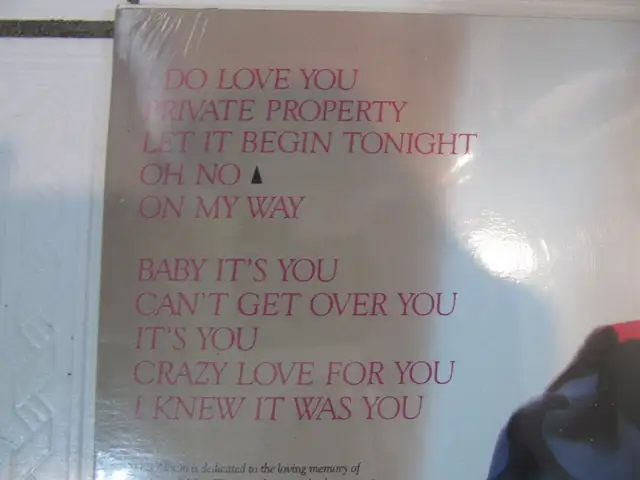 I DO LOVE YOU
PRIVATE PROPERTY
LET IT BEGIN TONIGHT
OH NO ▲
ON MY WAY
BABY IT'S YOU
CAN'T GET OVER YOU
IT'S YOU
CRAZY LOVE FOR YOU
I KNEW IT WAS YOU
is dedicated to the loving memory of